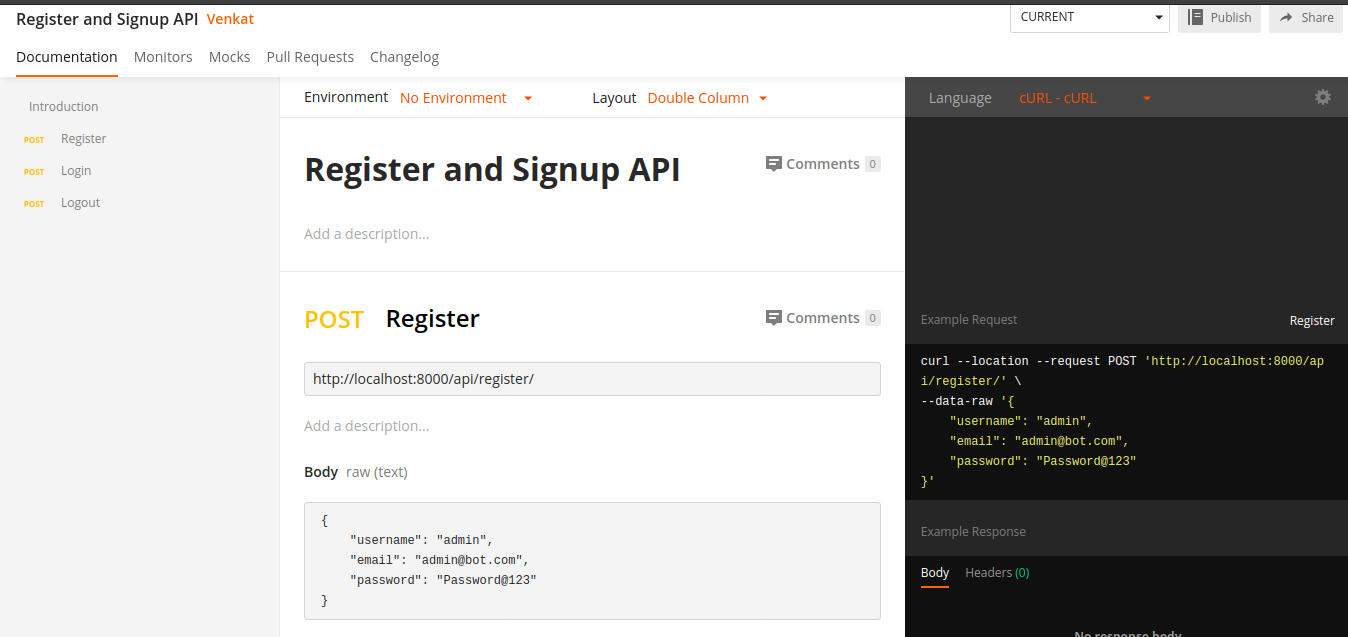 Register and Signup API Venkat
CURRENT
Publish
Share
Documentation Monitors Mocks Pull Requests Changelog
Introduction
POST Register
POST Login
POST Logout
Environment No Environment
Layout Double Column
Register and Signup API
Comments 0
Add a description...
POST Register
Comments 0
http://localhost:8000/api/register/
Add a description...
Body raw (text)
{
"username": "admin",
"email": "admin@bot.com",
"password": "Password@123"
}
Language cURL - cURL
Example Request Register
curl --location --request POST 'http://localhost:8000/ap
i/register/' \
--data-raw '{
"username": "admin",
"email": "admin@bot.com",
"password": "Password@123"
}'
Example Response
Body Headers (0)
No response body